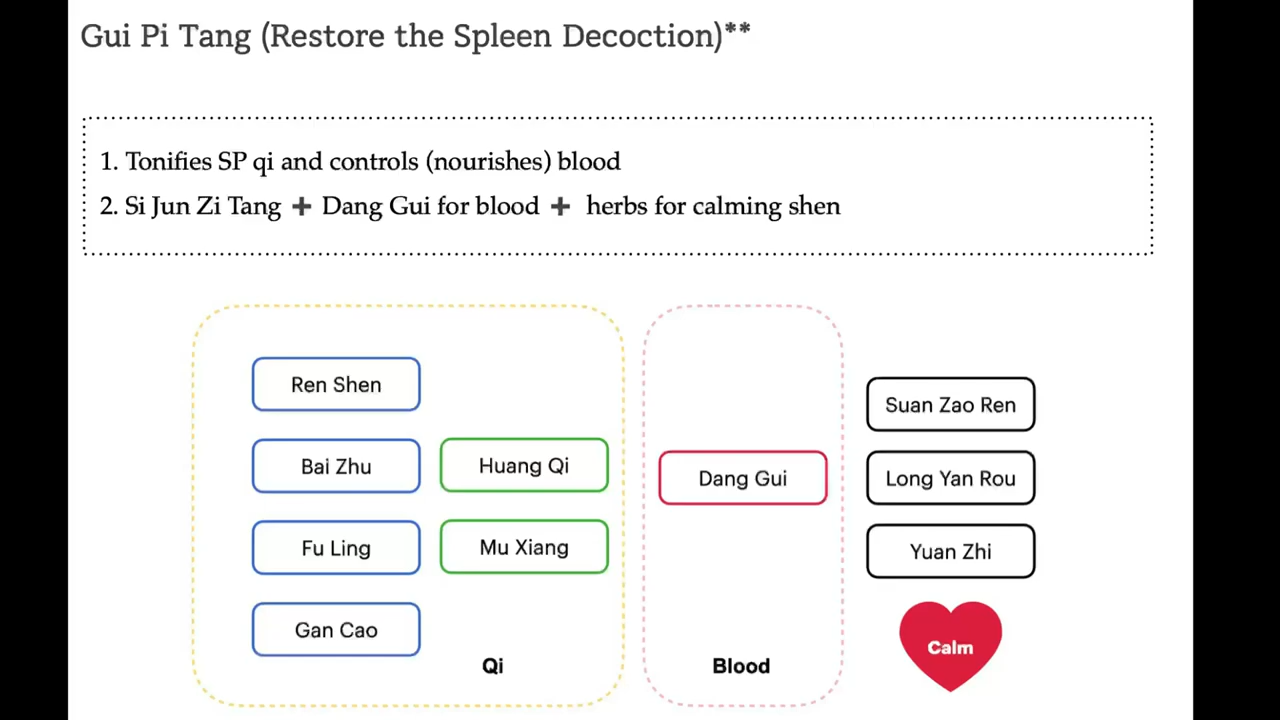 Gui Pi Tang (Restore the Spleen Decoction)**
1. Tonifies SP qi and controls (nourishes) blood
2. Si Jun Zi Tang ➕ Dang Gui for blood ➕ herbs for calming shen
Ren Shen
Bai Zhu
Fu Ling
Gan Cao
Huang Qi
Mu Xiang
Qi
Dang Gui
Blood
Suan Zao Ren
Long Yan Rou
Yuan Zhi
Calm